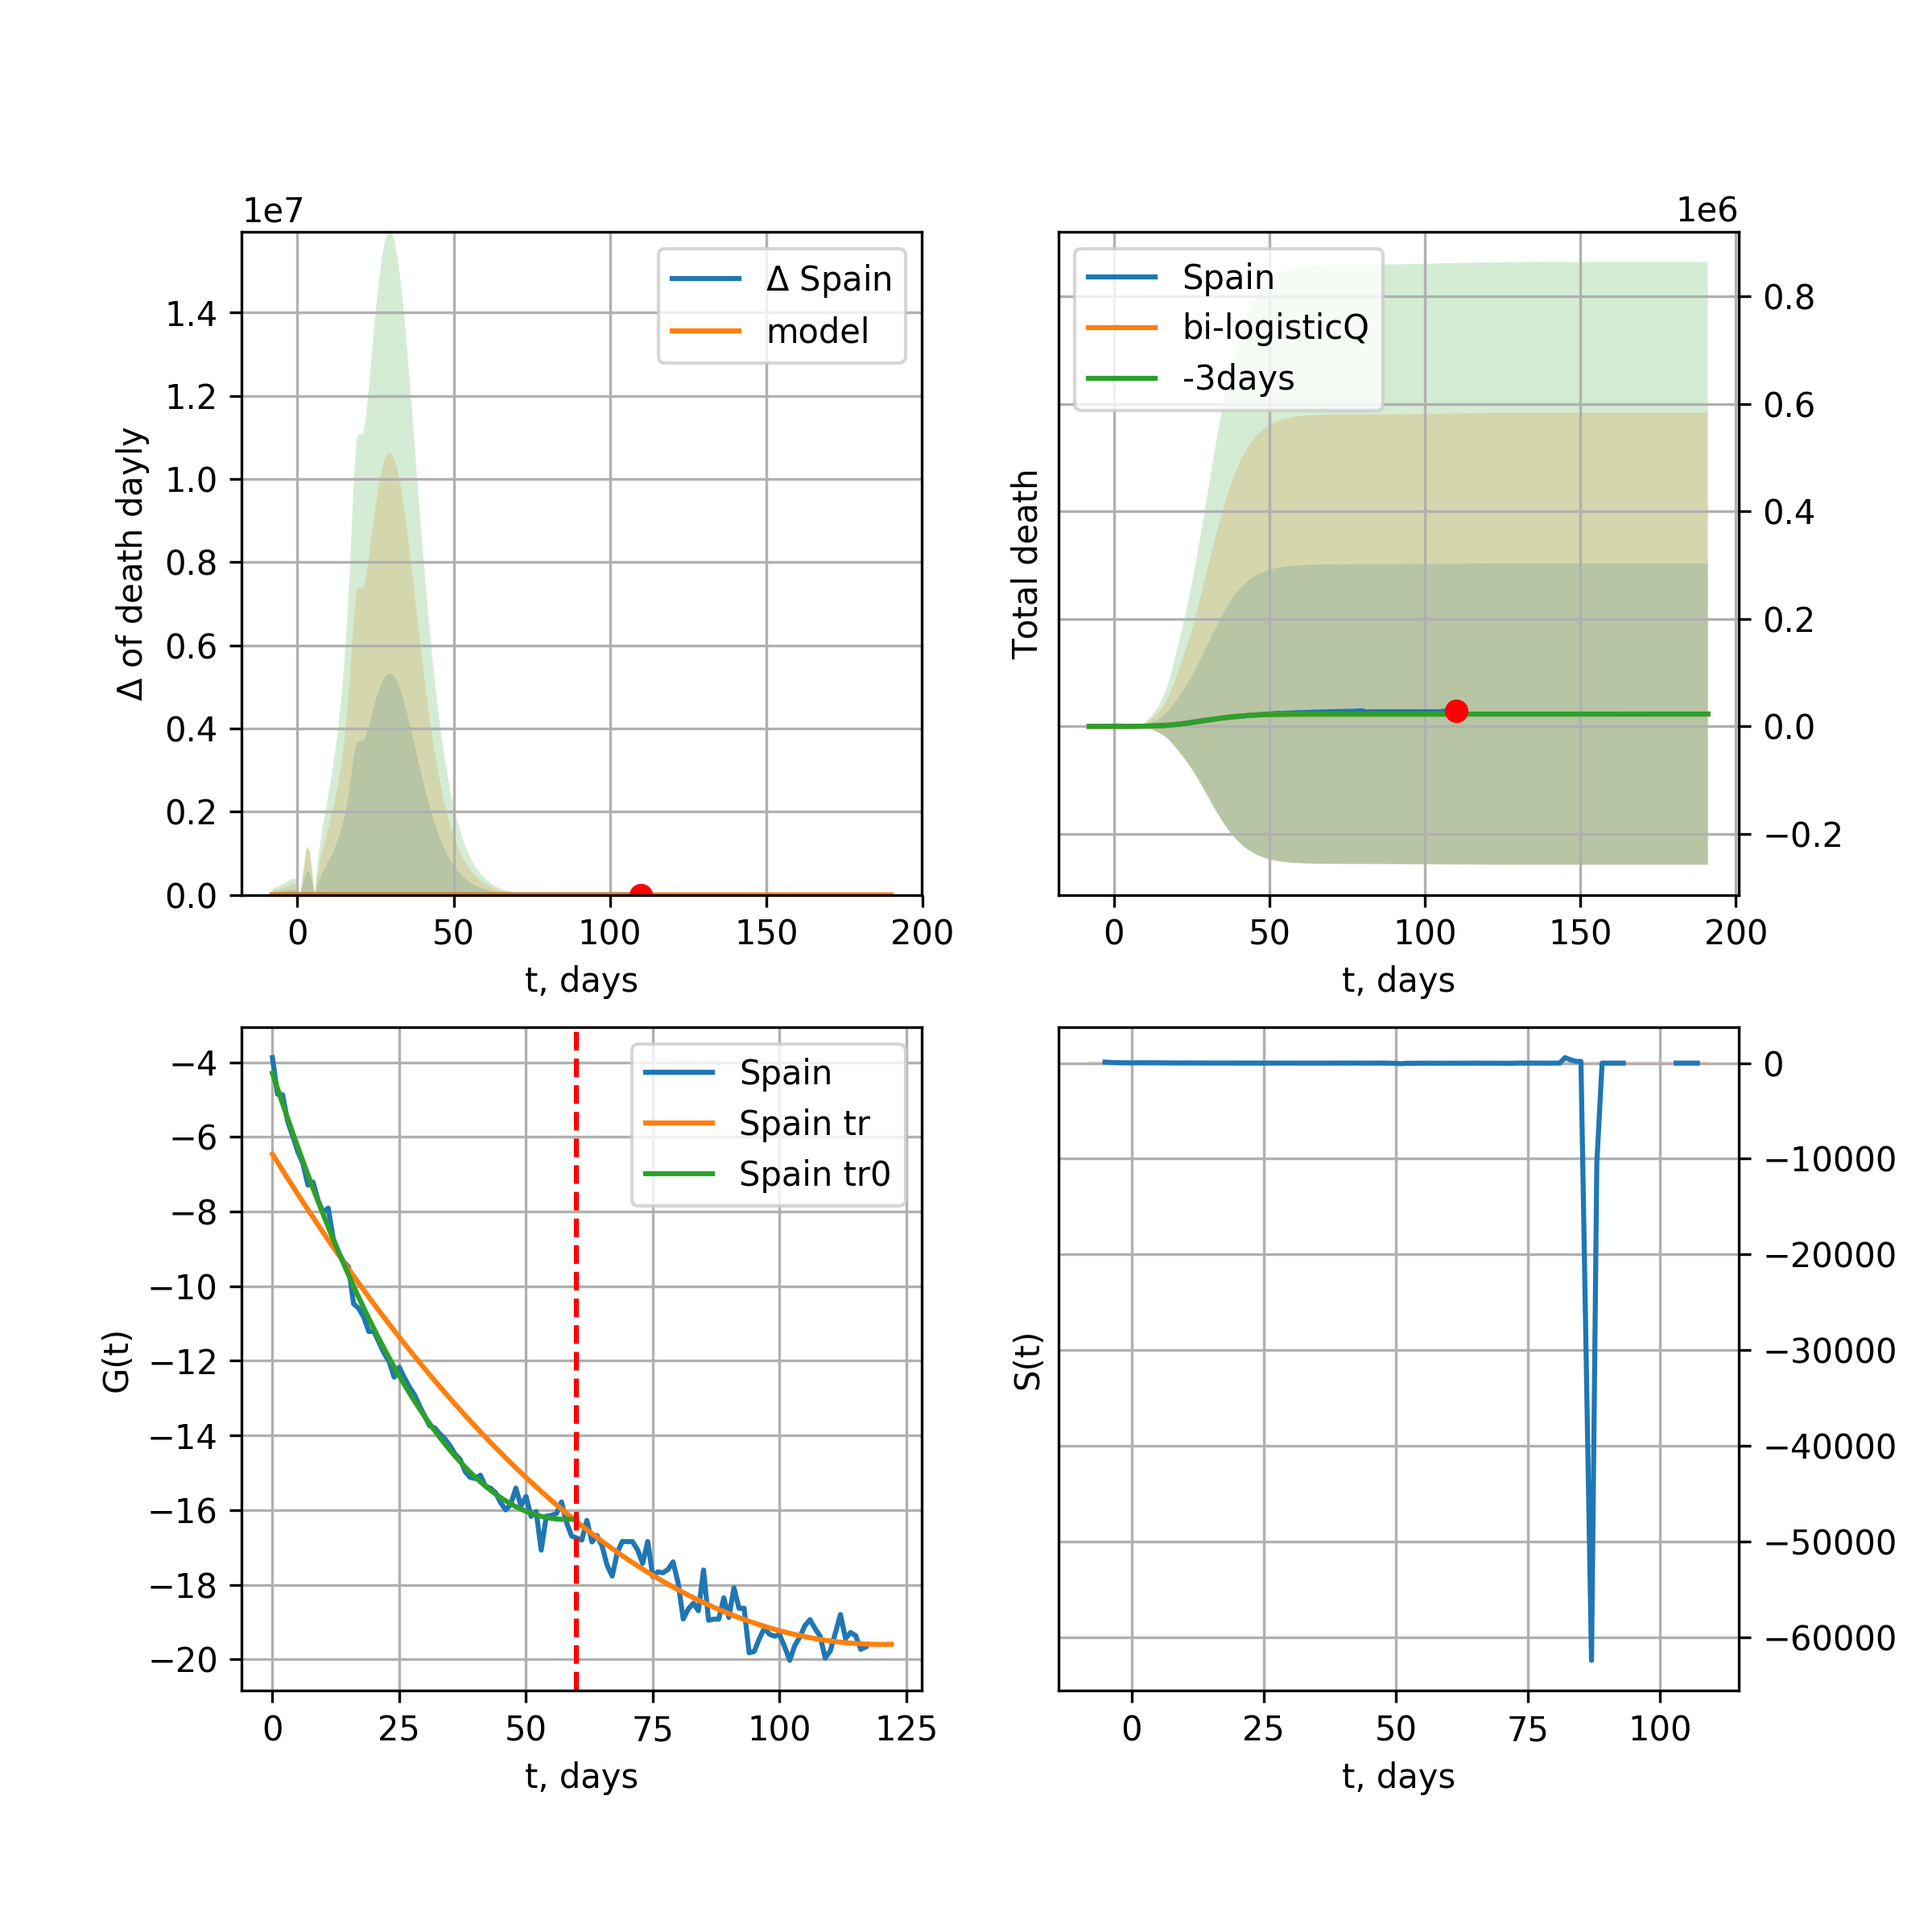 1e7
1e6
Δ Spain
model
Spain
bi-logisticQ
-3days
1.4
1.2
1.0
0.8
0.6
0.4
0.2
0.0
Δ of death dayly
0 50 100 150 200
t, days
0.8
0.6
0.4
0.2
0.0
−0.2
Total death
0 50 100 150 200
t, days
Spain
Spain tr
Spain tr0
−4
−6
−8
−10
−12
−14
−16
−18
−20
G(t)
0 25 50 75 100 125
t, days
0
−10000
−20000
−30000
−40000
−50000
−60000
S(t)
0 25 50 75 100
t, days